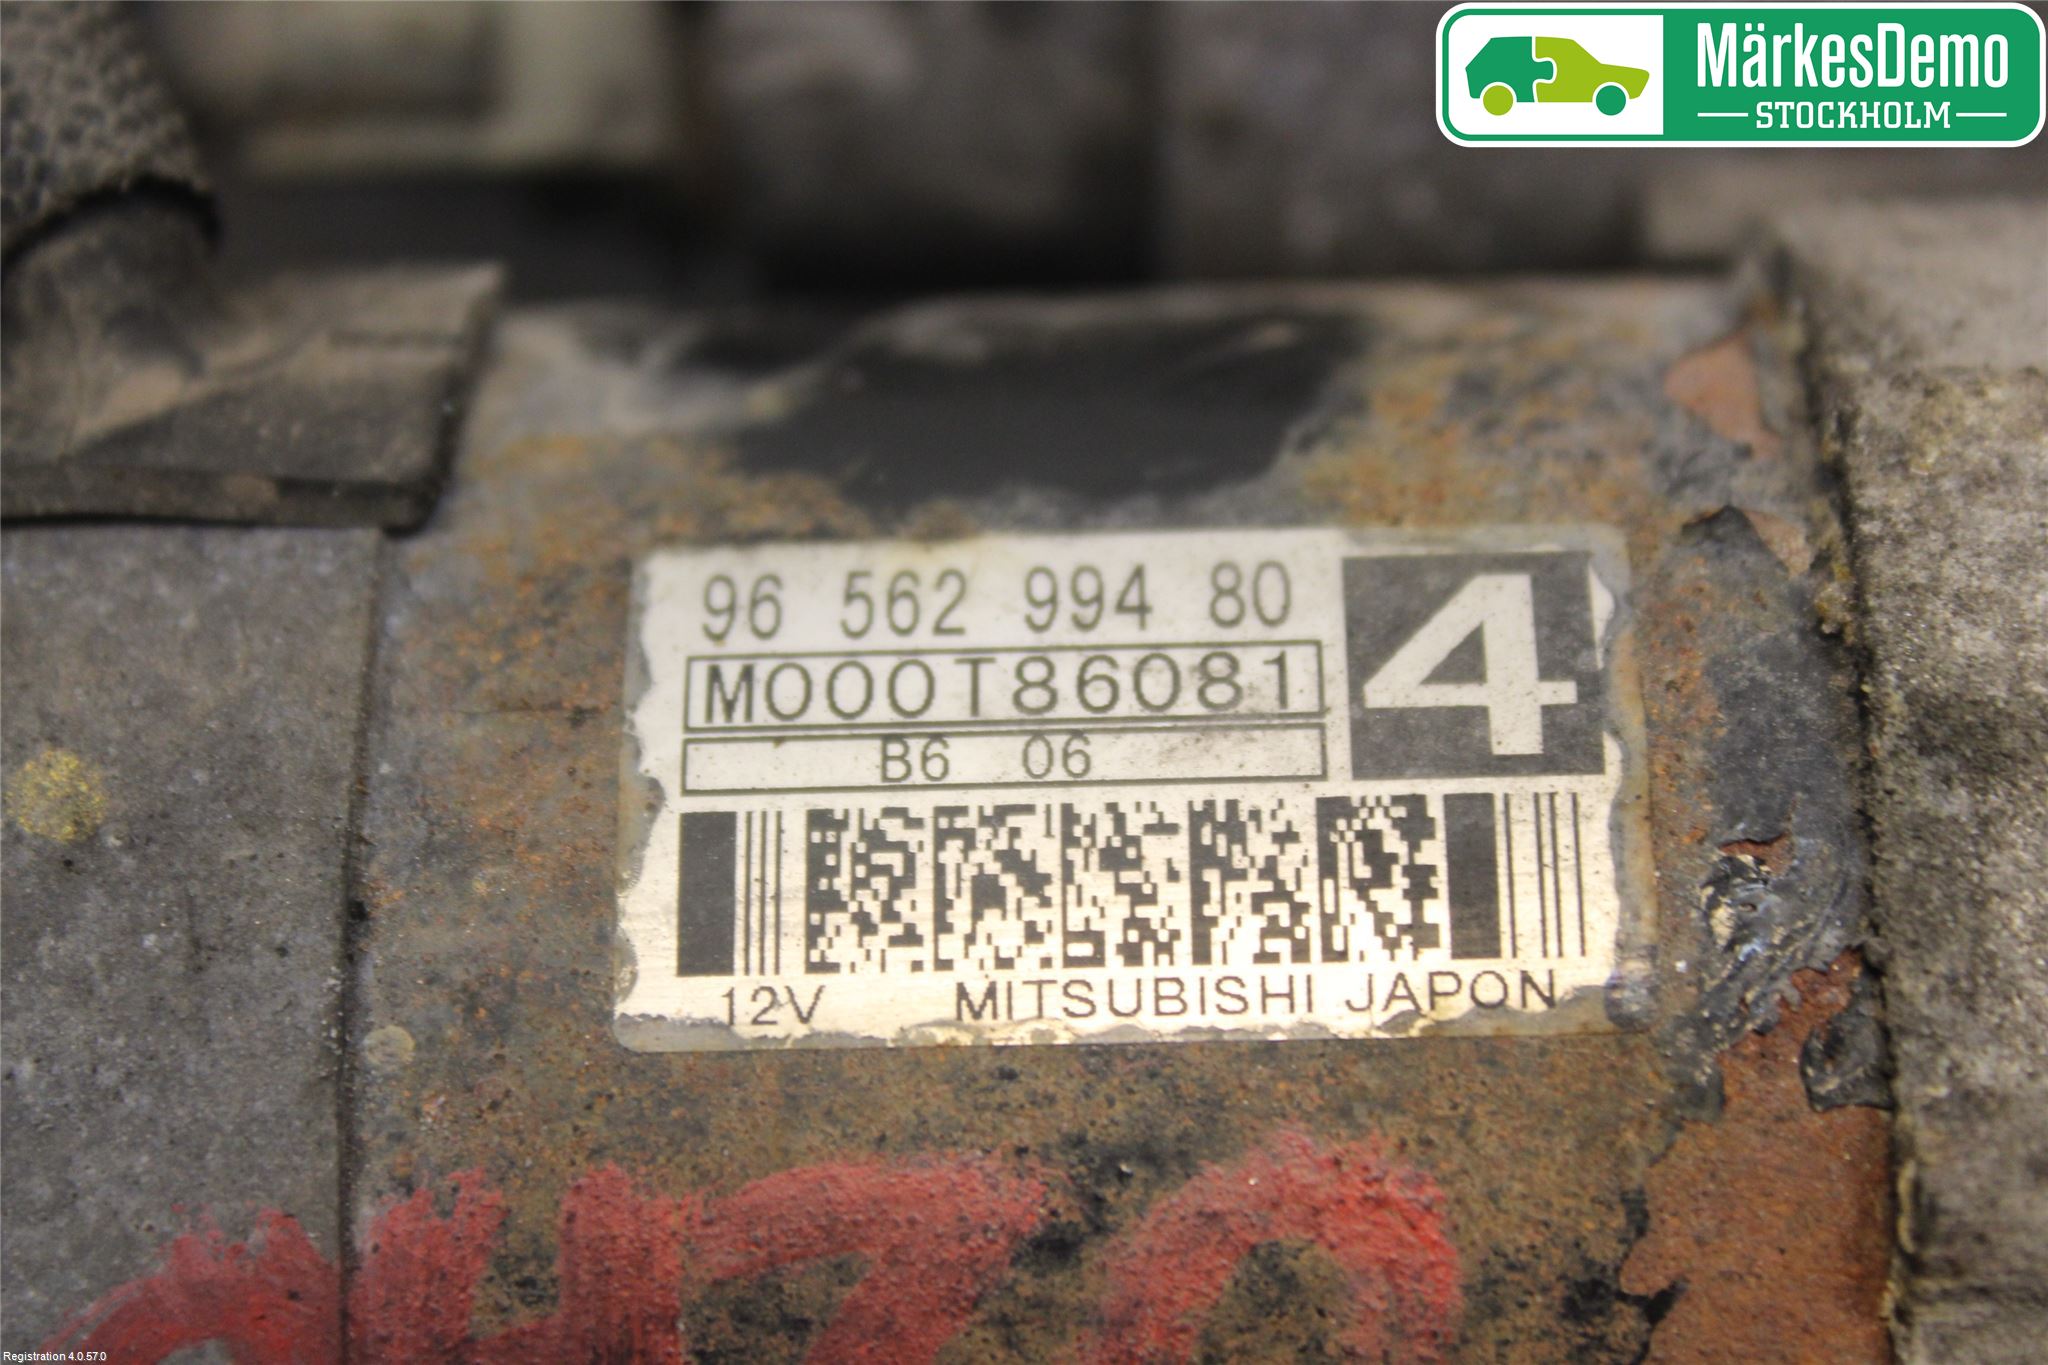 MärkesDemo
STOCKHOLM
96 562 994 80
4
M000T86081
B6 06
12V MITSUBISHI JAPON
Registration 4.0.57.0